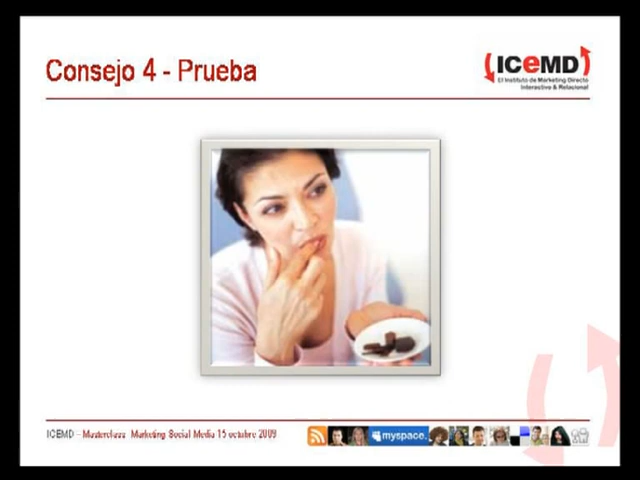 Consejo 4 - Prueba
ICEMD
El Instituto de Marketing Directo
Interactivo & Relacional
ICEMD - Masterclass Marketing Social Media 15 octubre 2009
myspace.